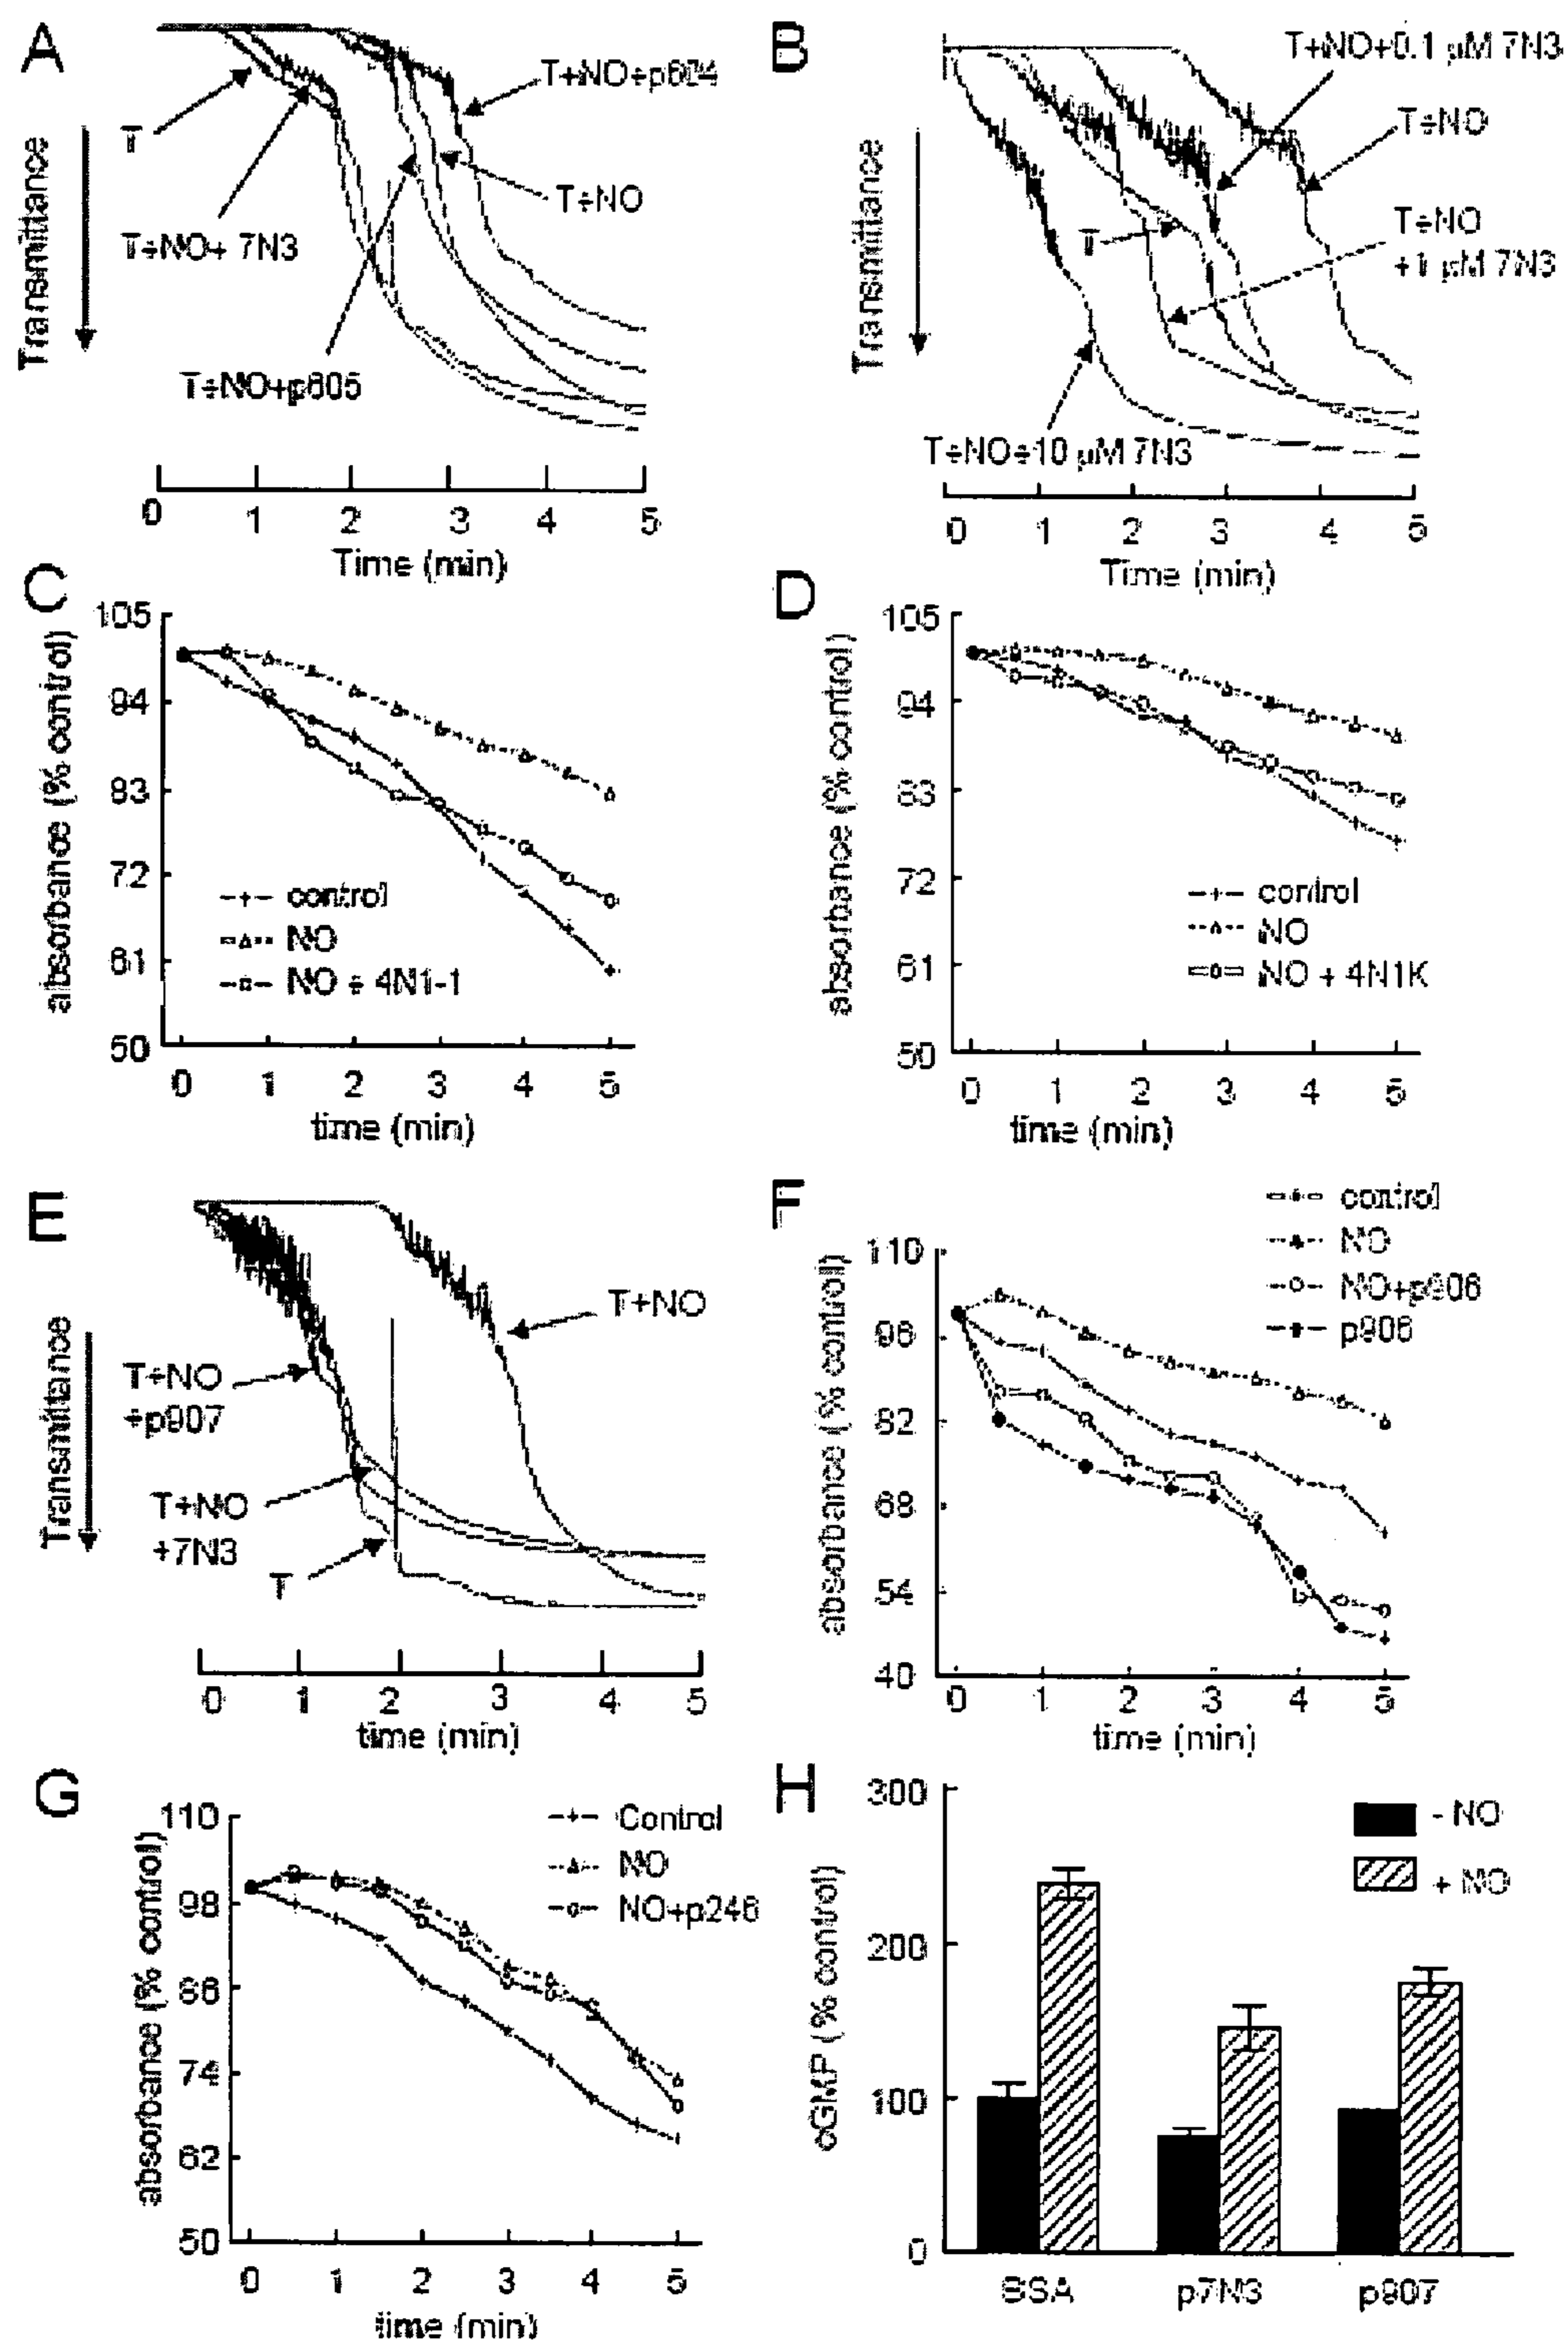 A
T
T+NO+7N3
T+NO+p605
T+NO+p604
T+NO
Transmittance
0 1 2 3 4 5
Time (min)
B
T+NO+0.1 µM 7N3
T+NO
T
T+NO
+1 µM 7N3
T+NO+10 µM 7N3
Transmittance
0 1 2 3 4 5
Time (min)
C
absorbance (% control)
105
94
83
72
61
50
control
NO
NO + 4N1-1
0 1 2 3 4 5
time (min)
D
absorbance (% control)
105
94
83
72
61
50
control
NO
NO + 4N1K
0 1 2 3 4 5
time (min)
E
Transmittance
T+NO
T+NO
+p907
T+NO
+7N3
T
0 1 2 3 4 5
time (min)
F
absorbance (% control)
110
96
82
68
54
40
control
NO
NO+p906
p906
0 1 2 3 4 5
time (min)
G
absorbance (% control)
110
98
86
74
62
50
Control
NO
NO+p246
0 1 2 3 4 5
time (min)
H
cGMP (% control)
300
200
100
0
- NO
+ NO
BSA p7N3 p907